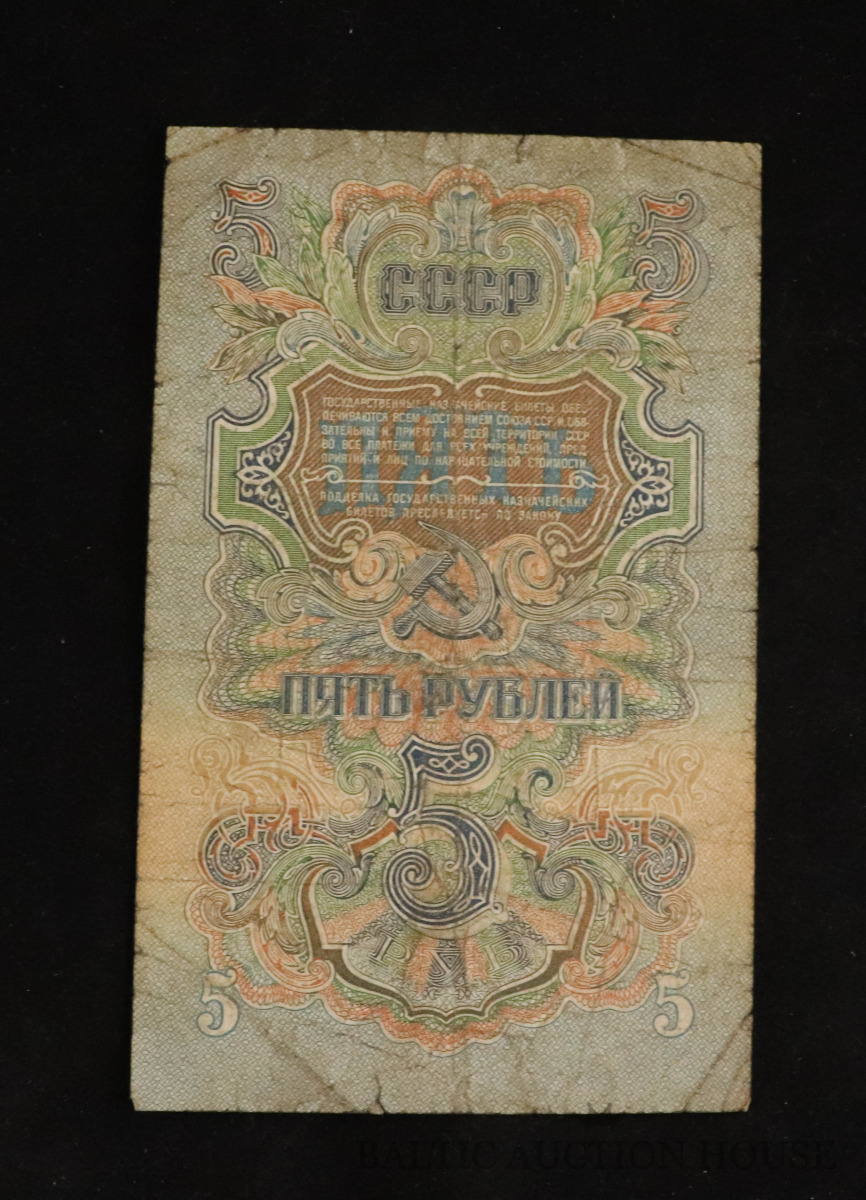 5 5
СССР
ГОСУДАРСТВЕННЫЕ КАЗНАЧЕЙСКИЕ БИЛЕТЫ ОБЕС
ПЕЧИВАЮТСЯ ВСЕМ ДОСТОЯНИЕМ СОЮЗА ССР И ОБЯ
ЗАТЕЛЬНЫ К ПРИЕМУ НА ВСЕЙ ТЕРРИТОРИИ СССР
ВО ВСЕ ПЛАТЕЖИ ДЛЯ ВСЕХ УЧРЕЖДЕНИЙ, ПРЕД
ПРИЯТИЙ И ЛИЦ ПО НАРИЦАТЕЛЬНОЙ СТОИМОСТИ
ПЯТЬ
ПОДДЕЛКА ГОСУДАРСТВЕННЫХ КАЗНАЧЕЙСКИХ
БИЛЕТОВ ПРЕСЛЕДУЕТСЯ ПО ЗАКОНУ
ПЯТЬ РУБЛЕЙ
5
РУБ
5 5
BALTIC AUCTION HOUSE